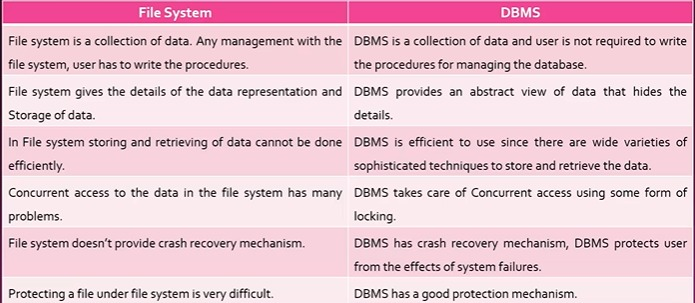 File System
DBMS
File system is a collection of data. Any management with the
file system, user has to write the procedures.
DBMS is a collection of data and user is not required to write
the procedures for managing the database.
File system gives the details of the data representation and
Storage of data.
DBMS provides an abstract view of data that hides the
details.
In File system storing and retrieving of data cannot be done
efficiently.
DBMS is efficient to use since there are wide varieties of
sophisticated techniques to store and retrieve the data.
Concurrent access to the data in the file system has many
problems.
DBMS takes care of Concurrent access using some form of
locking.
File system doesn't provide crash recovery mechanism.
DBMS has crash recovery mechanism, DBMS protects user
from the effects of system failures.
Protecting a file under file system is very difficult.
DBMS has a good protection mechanism.